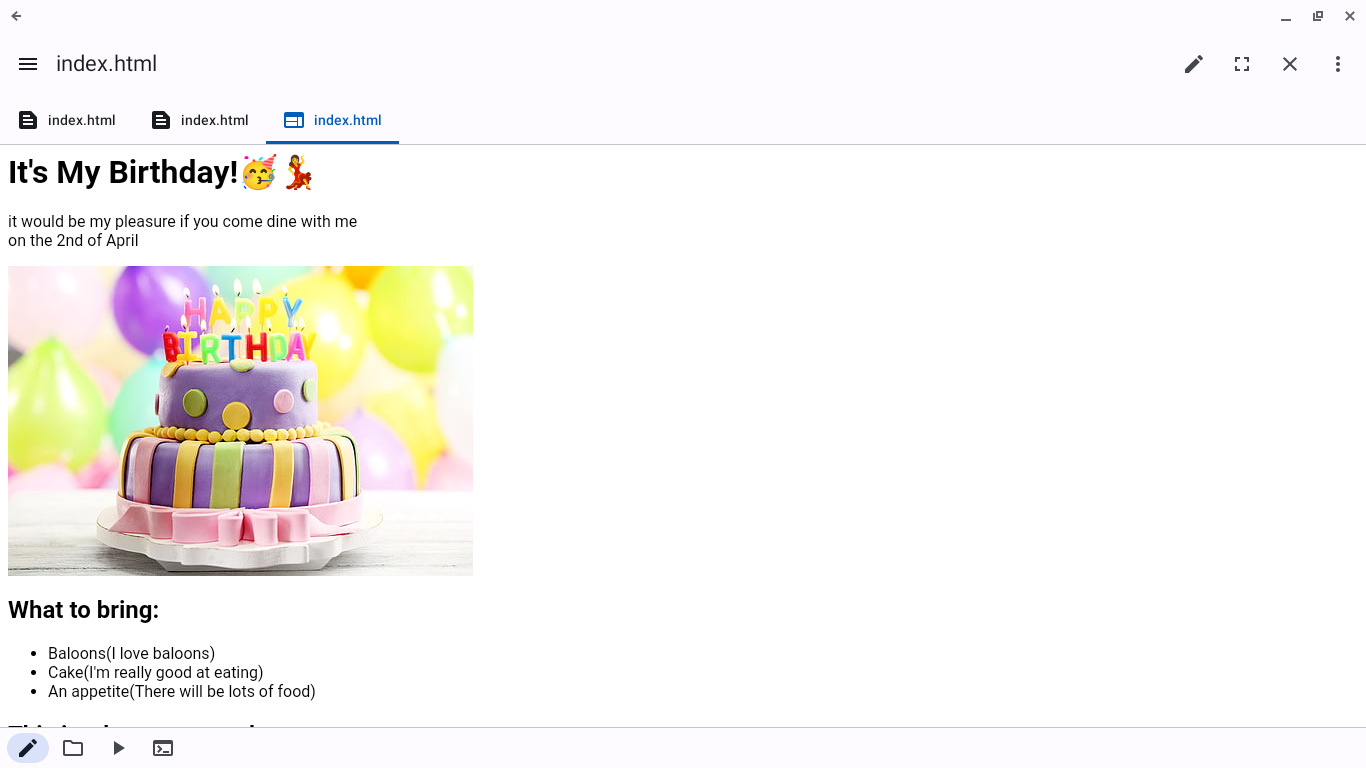 index.html
index.html
index.html
index.html
It's My Birthday!🥳💃
it would be my pleasure if you come dine with me
on the 2nd of April
HAPPY
BIRTHDAY
What to bring:
Baloons(I love baloons)
Cake(I'm really good at eating)
An appetite(There will be lots of food)